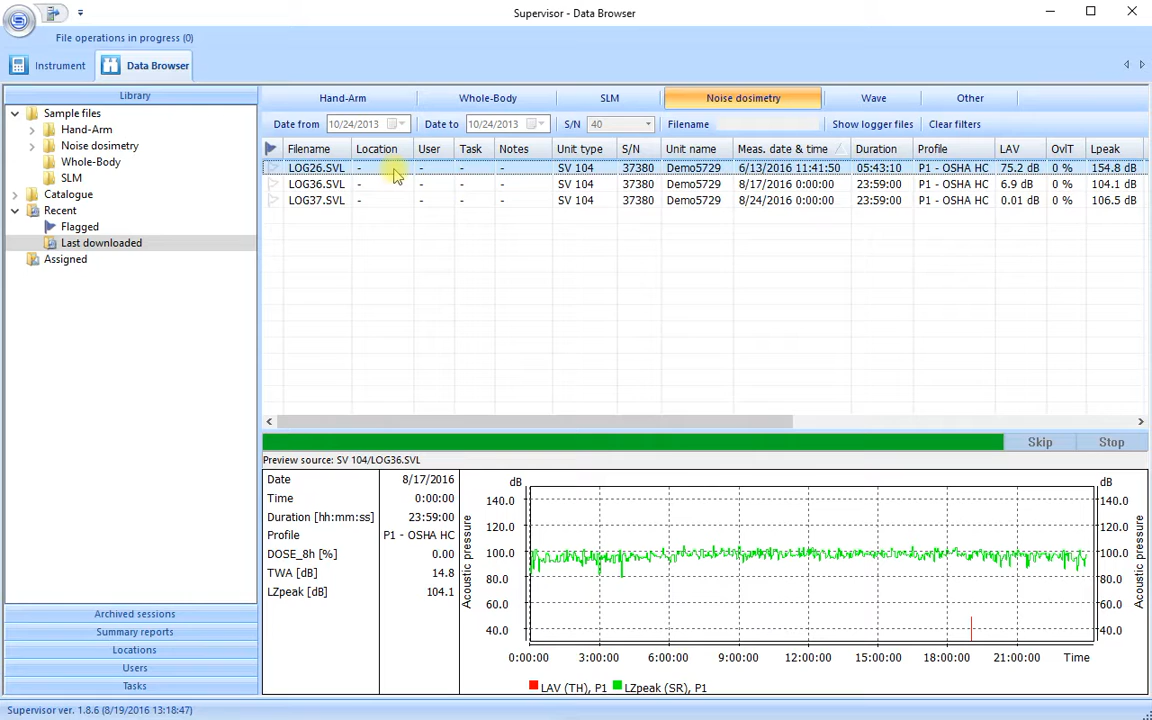 Supervisor - Data Browser
File operations in progress (0)
Instrument Data Browser
Library
Sample files
Hand-Arm
Noise dosimetry
Whole-Body
SLM
Catalogue
Recent
Flagged
Last downloaded
Assigned
Archived sessions
Summary reports
Locations
Users
Tasks
Hand-Arm Whole-Body SLM Noise dosimetry Wave Other
Date from 10/24/2013 Date to 10/24/2013 S/N 40 Filename Show logger files Clear filters
Filename Location User Task Notes Unit type S/N Unit name Meas. date & time Duration Profile LAV OvlT Lpeak
LOG26.SVL - - - - SV 104 37380 Demo5729 6/13/2016 11:41:50 05:43:10 P1 - OSHA HC 75.2 dB 0 % 154.8 dB
LOG36.SVL - - - - SV 104 37380 Demo5729 8/17/2016 0:00:00 23:59:00 P1 - OSHA HC 6.9 dB 0 % 104.1 dB
LOG37.SVL - - - - SV 104 37380 Demo5729 8/24/2016 0:00:00 23:59:00 P1 - OSHA HC 0.01 dB 0 % 106.5 dB
Skip Stop
Preview source: SV 104/LOG36.SVL
Date 8/17/2016
Time 0:00:00
Duration [hh:mm:ss] 23:59:00
Profile P1 - OSHA HC
DOSE_8h [%] 0.00
TWA [dB] 14.8
LZpeak [dB] 104.1
dB dB
140.0 140.0
120.0 120.0
100.0 100.0
80.0 80.0
60.0 60.0
40.0 40.0
Acoustic pressure
Acoustic pressure
0:00:00 3:00:00 6:00:00 9:00:00 12:00:00 15:00:00 18:00:00 21:00:00 Time
LAV (TH), P1 LZpeak (SR), P1
Supervisor ver. 1.8.6 (8/19/2016 13:18:47)